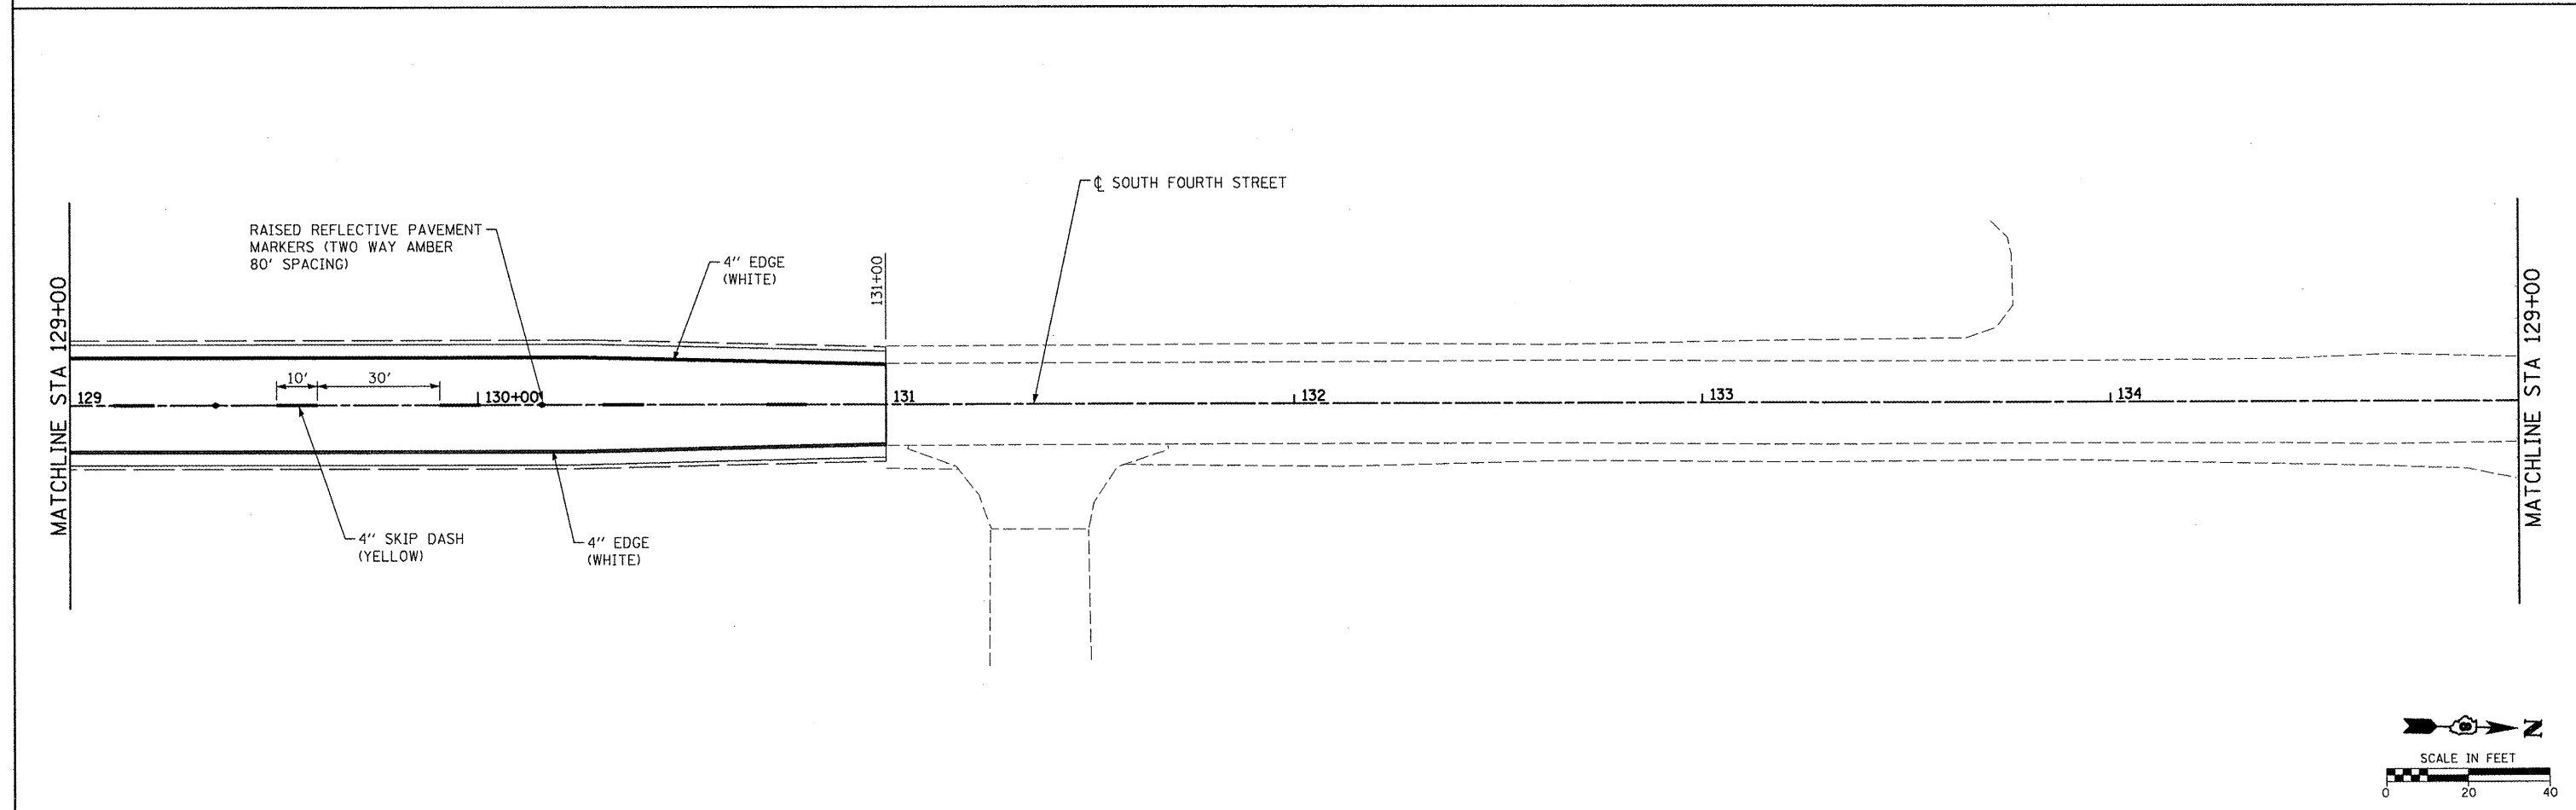 ℄ SOUTH FOURTH STREET
RAISED REFLECTIVE PAVEMENT
MARKERS (TWO WAY AMBER
80' SPACING)
4" EDGE
(WHITE)
131+00
MATCHLINE STA 129+00
10'
30'
129
130+00
131
132
133
134
MATCHLINE STA 129+00
4" SKIP DASH
(YELLOW)
4" EDGE
(WHITE)
N
SCALE IN FEET
0 20 40